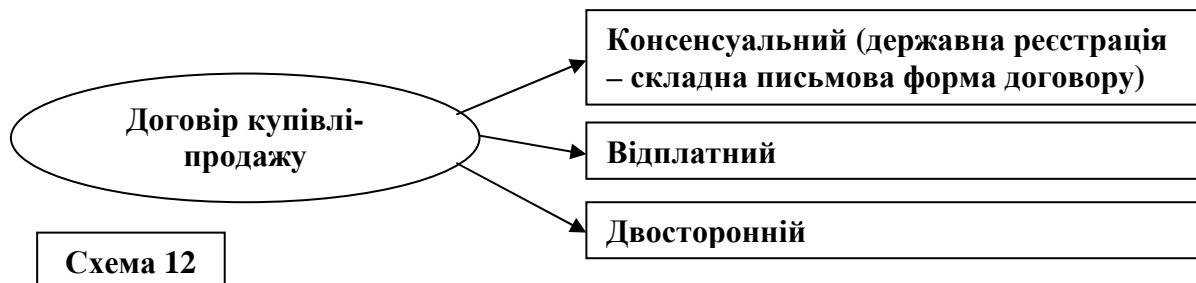 Консенсуальний (державна реєстрація
– складна письмова форма договору)
Договір купівлі-
продажу
Відплатний
Двосторонній
Схема 12